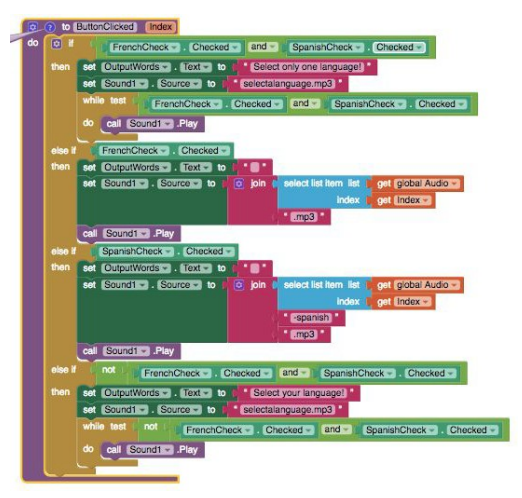 to ButtonClicked Index
do if FrenchCheck . Checked and SpanishCheck . Checked
then set OutputWords . Text to " Select only one language! "
set Sound1 . Source to " selectalanguage.mp3 "
while test FrenchCheck . Checked and SpanishCheck . Checked
do call Sound1 .Play
else if FrenchCheck . Checked
then set OutputWords . Text to " "
set Sound1 . Source to join select list item list get global Audio
index get Index
" .mp3 "
call Sound1 .Play
else if SpanishCheck . Checked
then set OutputWords . Text to " "
set Sound1 . Source to join select list item list get global Audio
index get Index
" -spanish "
" .mp3 "
call Sound1 .Play
else if not FrenchCheck . Checked and SpanishCheck . Checked
then set OutputWords . Text to " Select your language! "
set Sound1 . Source to " selectalanguage.mp3 "
while test not FrenchCheck . Checked and SpanishCheck . Checked
do call Sound1 .Play